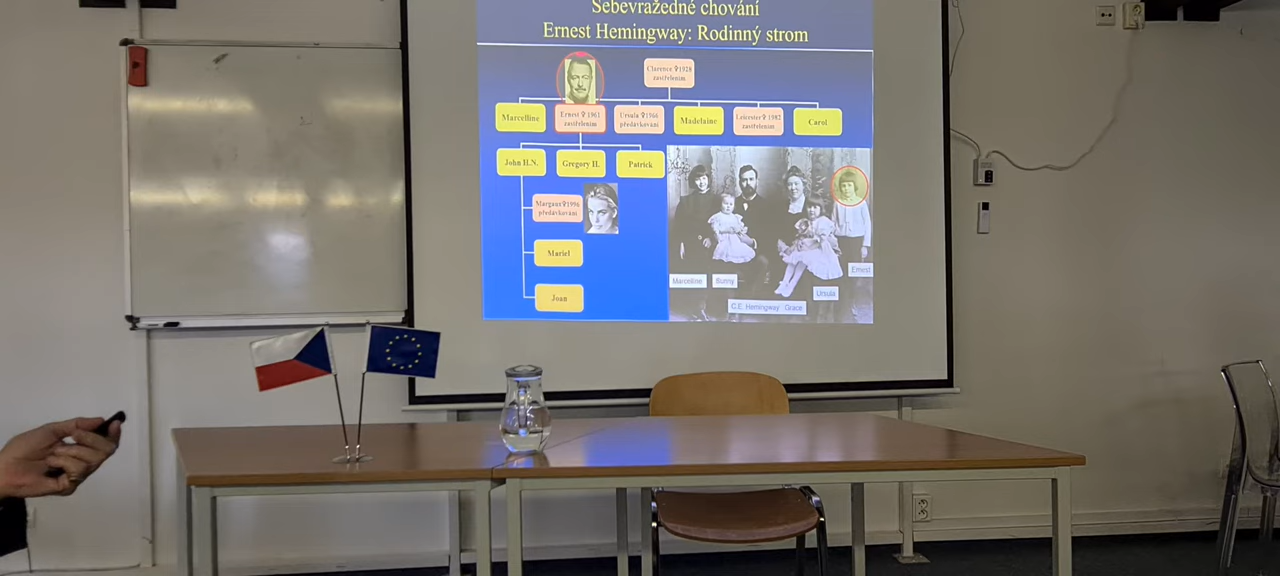 Sebevražedné chování
Ernest Hemingway: Rodinný strom
Clarence ✞1928
zastřelením
Marcelline
Ernest ✞ 1961
zastřelením
Ursula ✞1966
předávkování
Madelaine
Leicester✞ 1982
zastřelením
Carol
John H.N.
Gregory H.
Patrick
Margaux✞1996
předávkování
Mariel
Joan
Marcelline
Sunny
Ernest
Ursula
C.E. Hemingway Grace